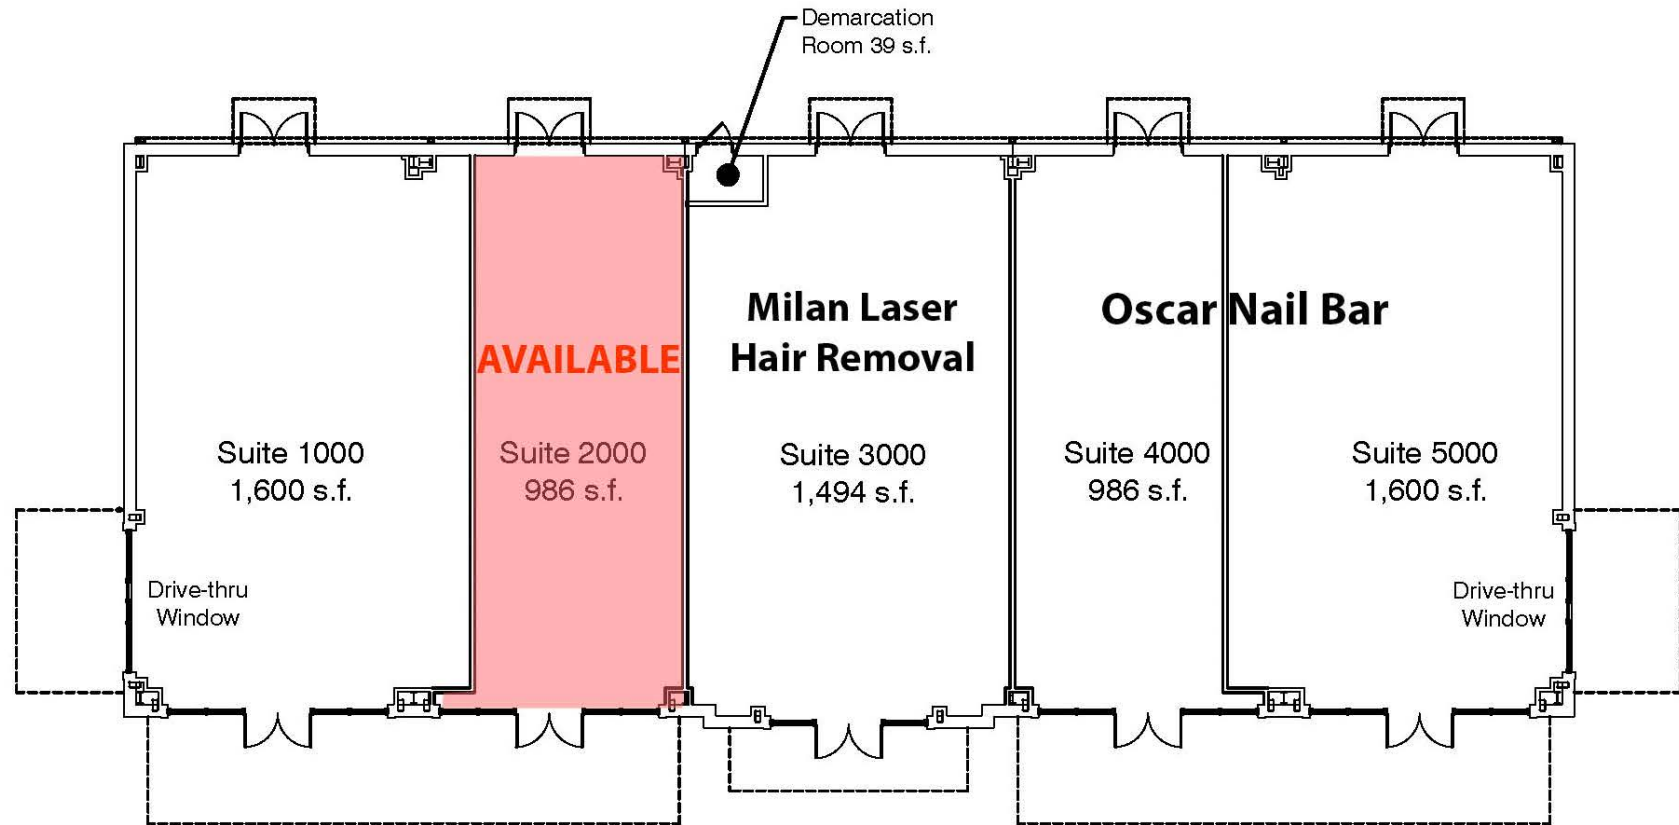 Demarcation
Room 39 s.f.
Milan Laser
Hair Removal
Oscar Nail Bar
AVAILABLE
Suite 1000
1,600 s.f.
Suite 2000
986 s.f.
Suite 3000
1,494 s.f.
Suite 4000
986 s.f.
Suite 5000
1,600 s.f.
Drive-thru
Window
Drive-thru
Window